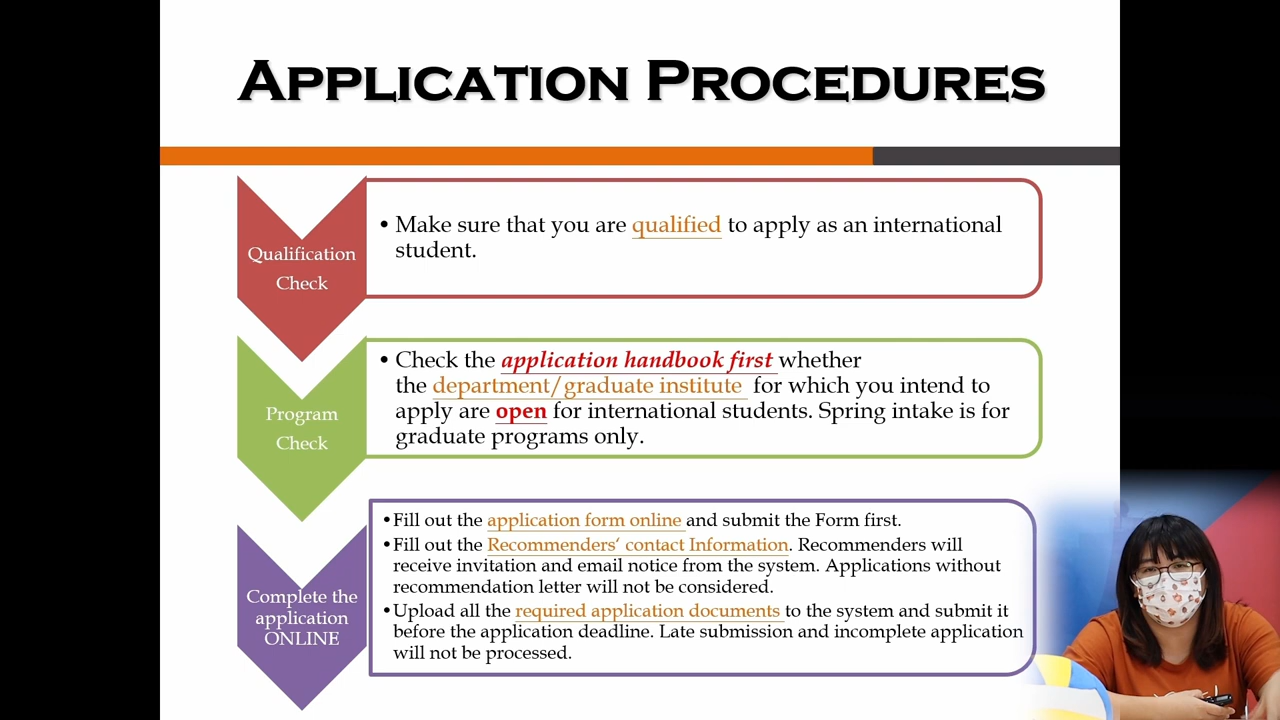 APPLICATION PROCEDURES
Qualification
Check
• Make sure that you are qualified to apply as an international
student.
Program
Check
• Check the application handbook first whether
the department/graduate institute for which you intend to
apply are open for international students. Spring intake is for
graduate programs only.
Complete the
application
ONLINE
•Fill out the application form online and submit the Form first.
•Fill out the Recommenders‘ contact Information. Recommenders will
receive invitation and email notice from the system. Applications without
recommendation letter will not be considered.
•Upload all the required application documents to the system and submit it
before the application deadline. Late submission and incomplete application
will not be processed.